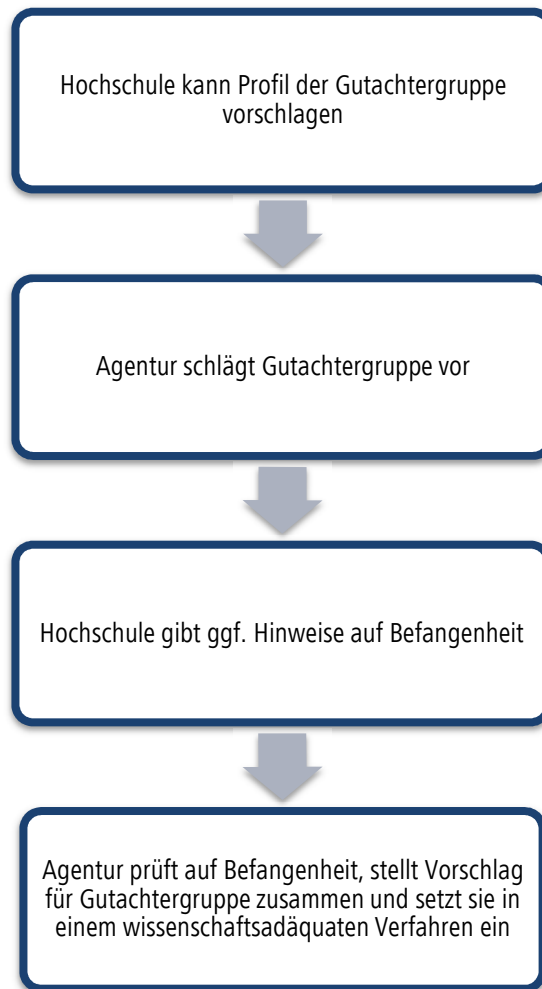 Hochschule kann Profil der Gutachtergruppe
vorschlagen
Agentur schlägt Gutachtergruppe vor
Hochschule gibt ggf. Hinweise auf Befangenheit
Agentur prüft auf Befangenheit, stellt Vorschlag
für Gutachtergruppe zusammen und setzt sie in
einem wissenschaftsadäquaten Verfahren ein